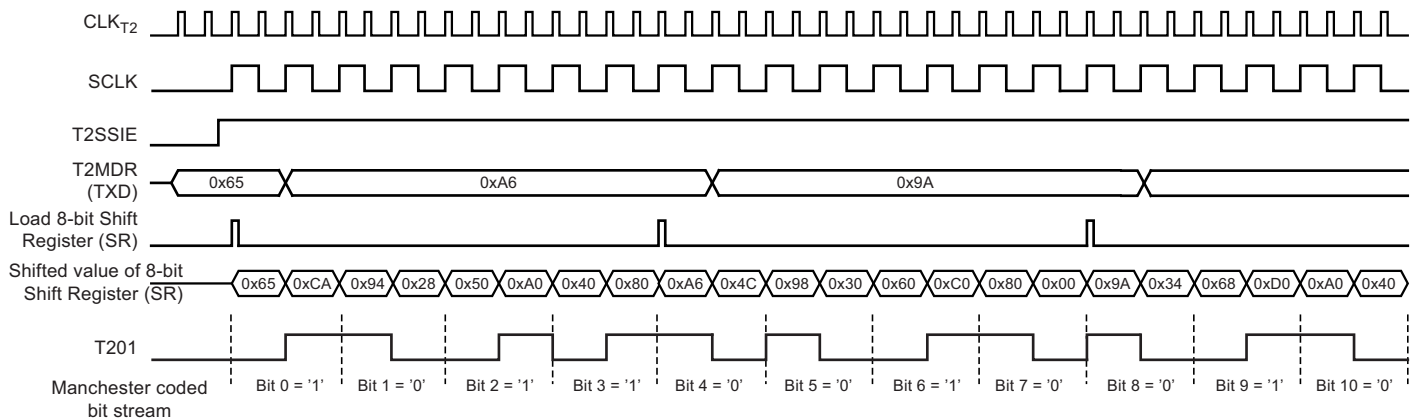 CLKT2
SCLK
T2SSIE
T2MDR
(TXD)
0x65 0xA6 0x9A
Load 8-bit Shift
Register (SR)
Shifted value of 8-bit
Shift Register (SR)
0x65 0xCA 0x94 0x28 0x50 0xA0 0x40 0x80 0xA6 0x4C 0x98 0x30 0x60 0xC0 0x80 0x00 0x9A 0x34 0x68 0xD0 0xA0 0x40
T201
Manchester coded
bit stream
Bit 0 = '1' Bit 1 = '0' Bit 2 = '1' Bit 3 = '1' Bit 4 = '0' Bit 5 = '0' Bit 6 = '1' Bit 7 = '0' Bit 8 = '0' Bit 9 = '1' Bit 10 = '0'